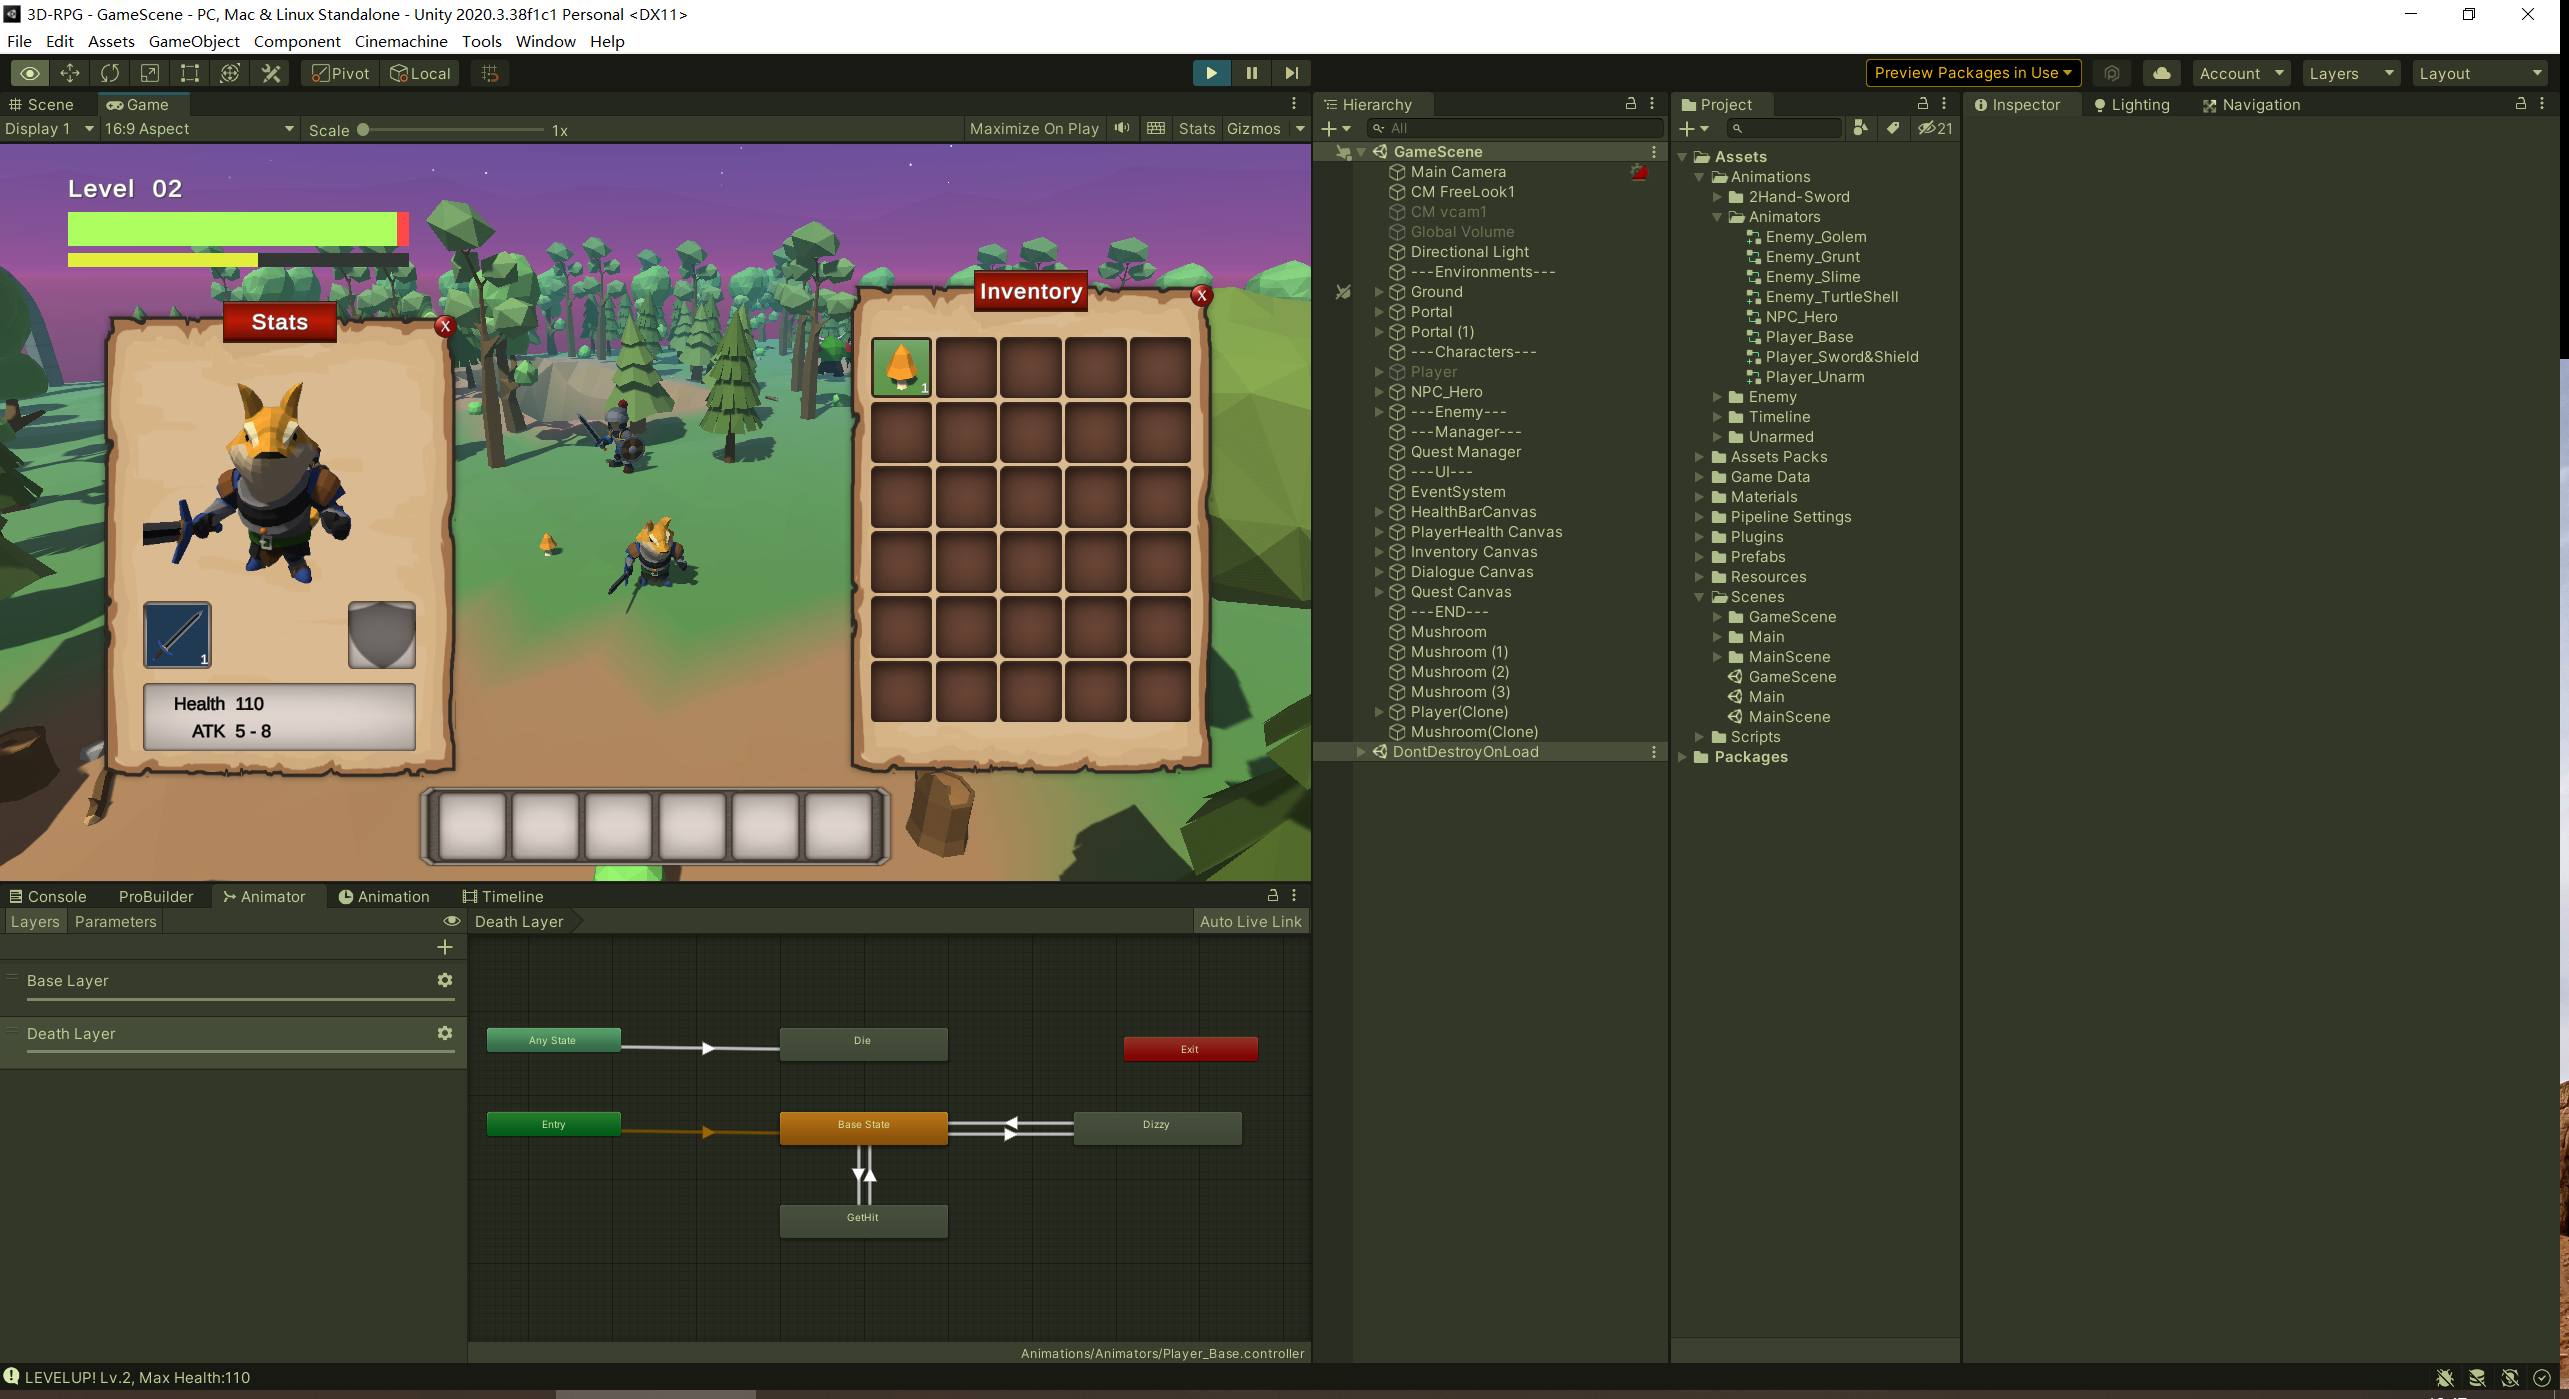 3D-RPG - GameScene - PC, Mac & Linux Standalone - Unity 2020.3.38f1c1 Personal <DX11>
File Edit Assets GameObject Component Cinemachine Tools Window Help
Pivot Local
Preview Packages in Use
Account
Layers
Layout
Scene Game
Display 1 16:9 Aspect Scale 1x Maximize On Play Stats Gizmos
Level 02
Stats
X
1
Health 110
ATK 5 - 8
Inventory
X
1
Hierarchy
All
GameScene
Main Camera
CM FreeLook1
CM vcam1
Global Volume
Directional Light
---Environments---
Ground
Portal
Portal (1)
---Characters---
Player
NPC_Hero
---Enemy---
---Manager---
Quest Manager
---UI---
EventSystem
HealthBarCanvas
PlayerHealth Canvas
Inventory Canvas
Dialogue Canvas
Quest Canvas
---END---
Mushroom
Mushroom (1)
Mushroom (2)
Mushroom (3)
Player(Clone)
Mushroom(Clone)
DontDestroyOnLoad
Project
21
Assets
Animations
2Hand-Sword
Animators
Enemy_Golem
Enemy_Grunt
Enemy_Slime
Enemy_TurtleShell
NPC_Hero
Player_Base
Player_Sword&Shield
Player_Unarm
Enemy
Timeline
Unarmed
Assets Packs
Game Data
Materials
Pipeline Settings
Plugins
Prefabs
Resources
Scenes
GameScene
Main
MainScene
GameScene
Main
MainScene
Scripts
Packages
Inspector Lighting Navigation
Console ProBuilder Animator Animation Timeline
Layers Parameters
Death Layer
Auto Live Link
Base Layer
Death Layer
Any State
Die
Exit
Entry
Base State
Dizzy
GetHit
Animations/Animators/Player_Base.controller
LEVELUP! Lv.2, Max Health:110